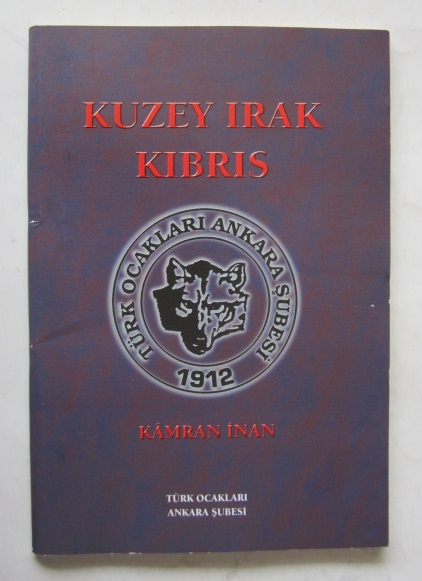 KUZEY IRAK
KIBRIS
TÜRK OCAKLARI ANKARA ŞUBESİ
1912
KÂMRAN İNAN
TÜRK OCAKLARI
ANKARA ŞUBESİ